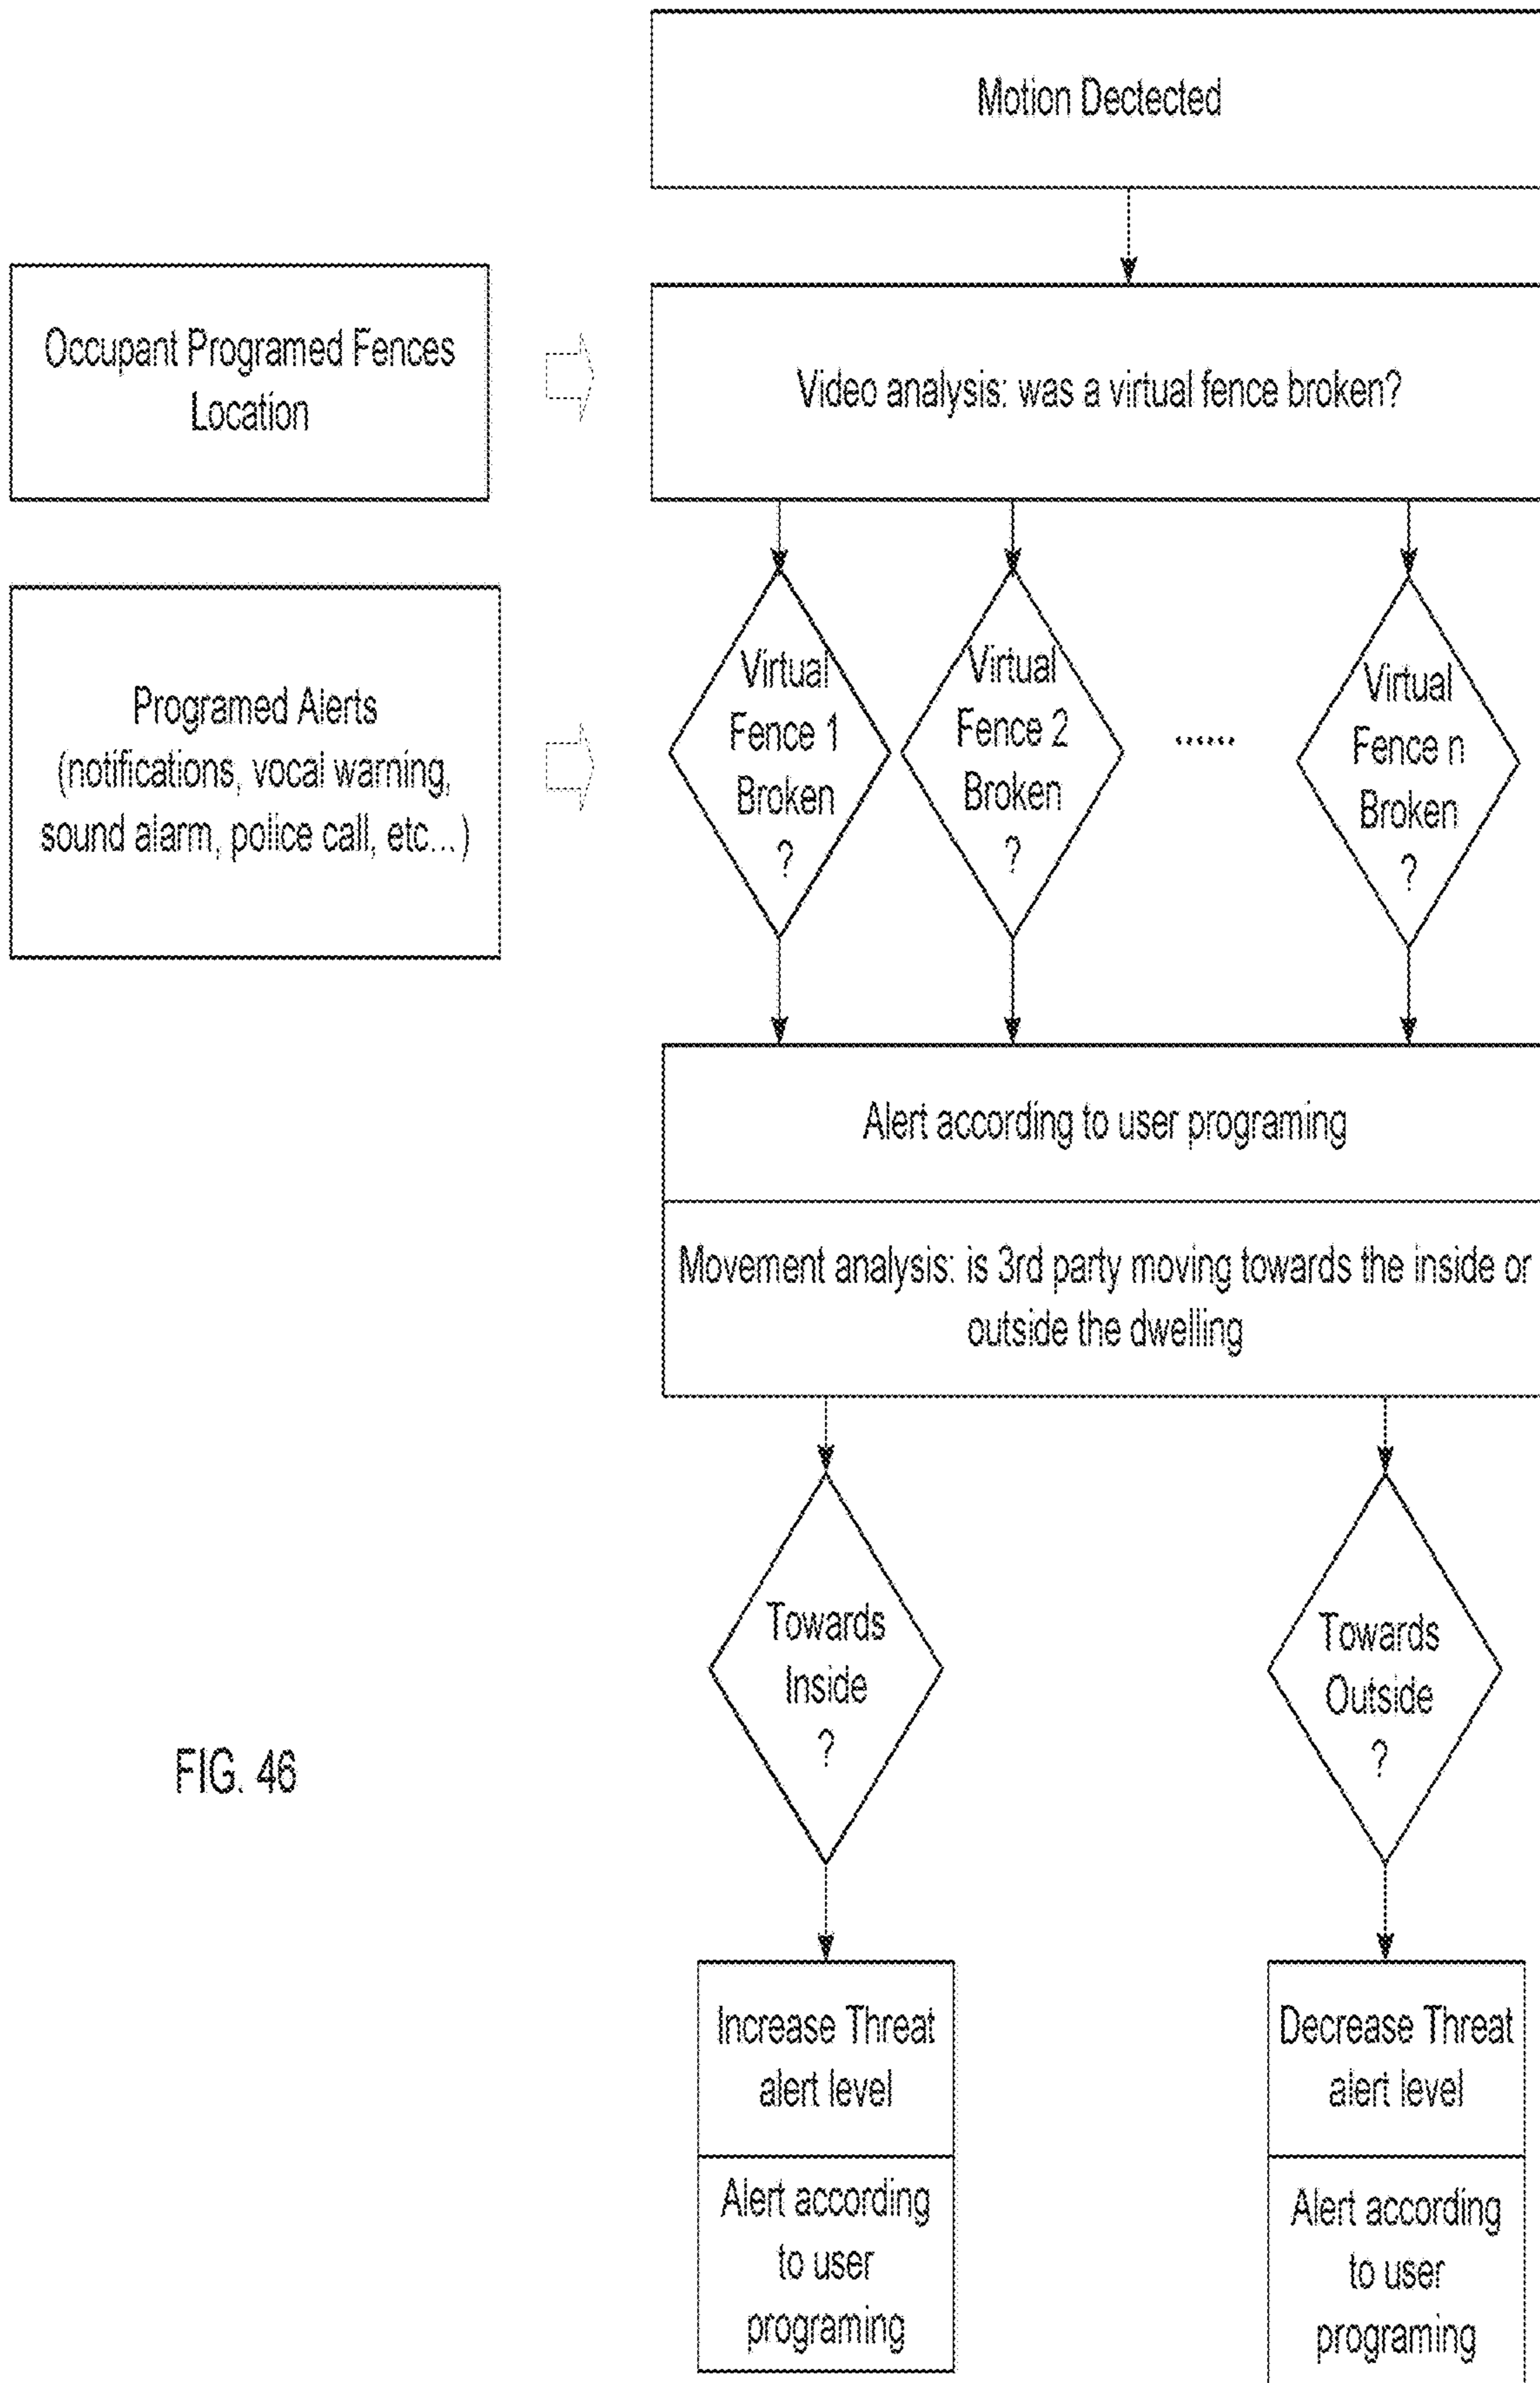 Motion Dectected
Occupant Programed Fences
Location
Video analysis: was a virtual fence broken?
Programed Alerts
(notifications, vocal warning,
sound alarm, police call, etc...)
Virtual
Fence 1
Broken
?
Virtual
Fence 2
Broken
?
......
Virtual
Fence n
Broken
?
Alert according to user programing
Movement analysis: is 3rd party moving towards the inside or
outside the dwelling
Towards
Inside
?
Towards
Outside
?
FIG. 46
Increase Threat
alert level
Alert according
to user
programing
Decrease Threat
alert level
Alert according
to user
programing